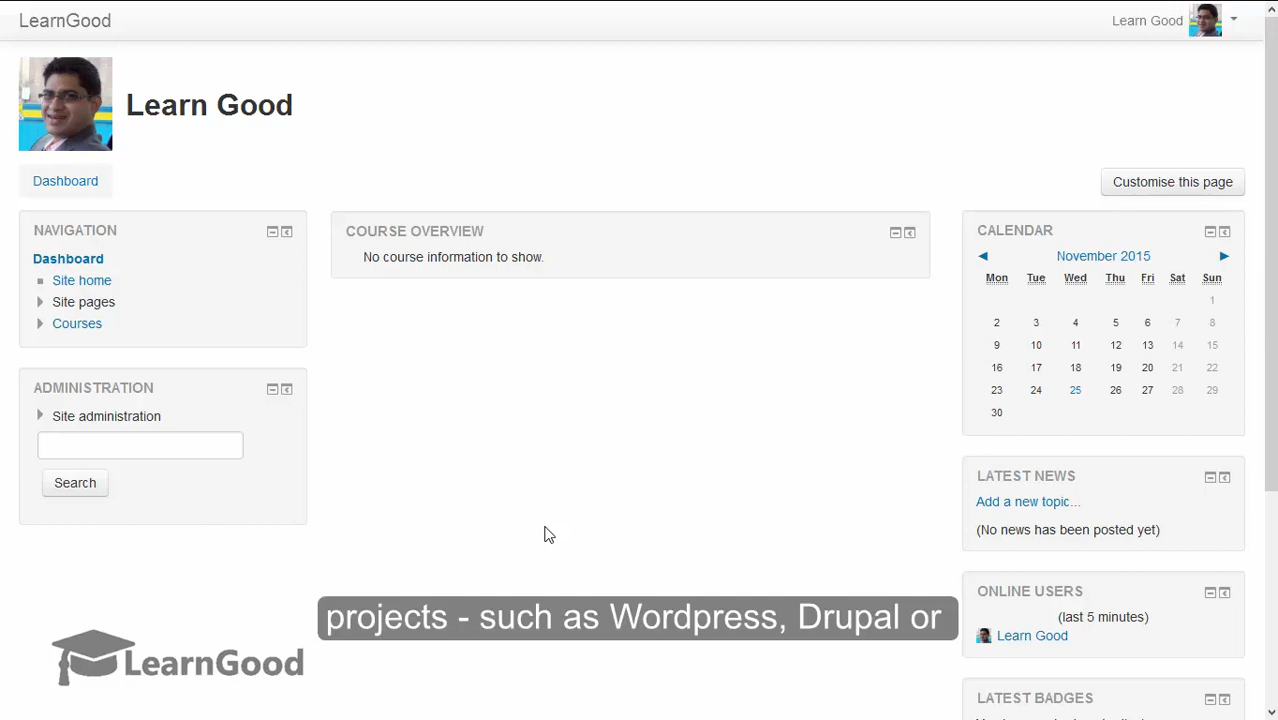 LearnGood
Learn Good
Learn Good
Dashboard
Customise this page
NAVIGATION
Dashboard
Site home
Site pages
Courses
ADMINISTRATION
Site administration
Search
COURSE OVERVIEW
No course information to show.
CALENDAR
November 2015
Mon Tue Wed Thu Fri Sat Sun
1
2 3 4 5 6 7 8
9 10 11 12 13 14 15
16 17 18 19 20 21 22
23 24 25 26 27 28 29
30
LATEST NEWS
Add a new topic...
(No news has been posted yet)
ONLINE USERS
(last 5 minutes)
Learn Good
LATEST BADGES
projects - such as Wordpress, Drupal or
LearnGood